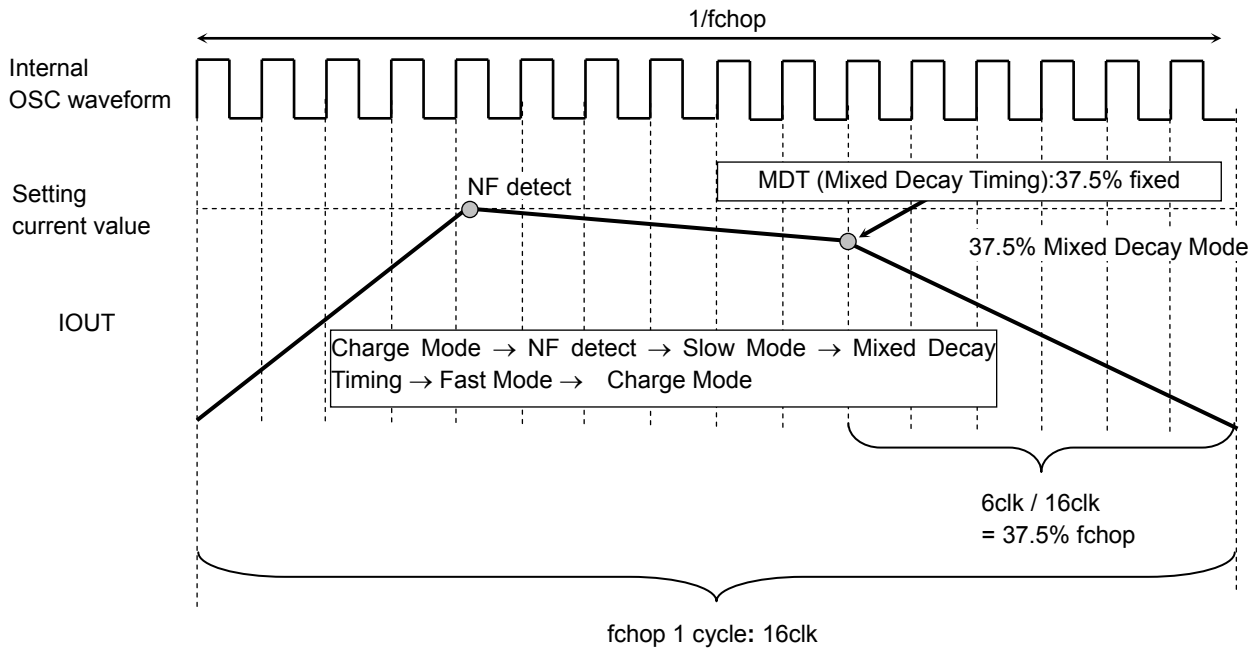 1/fchop
Internal
OSC waveform
Setting
current value
NF detect
MDT (Mixed Decay Timing):37.5% fixed
37.5% Mixed Decay Mode
IOUT
Charge Mode → NF detect → Slow Mode → Mixed Decay
Timing → Fast Mode → Charge Mode
6clk / 16clk
= 37.5% fchop
fchop 1 cycle: 16clk